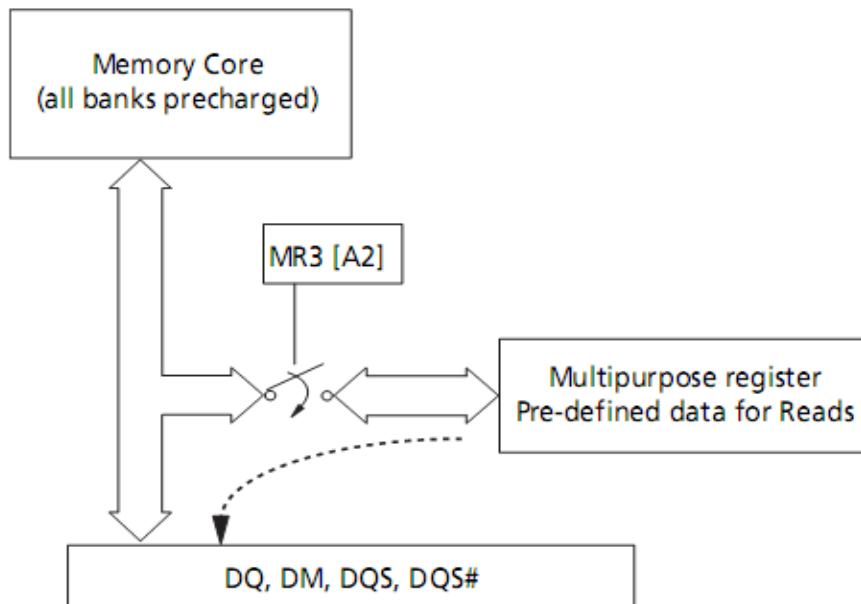 Memory Core
(all banks precharged)
MR3 [A2]
Multipurpose register
Pre-defined data for Reads
DQ, DM, DQS, DQS#